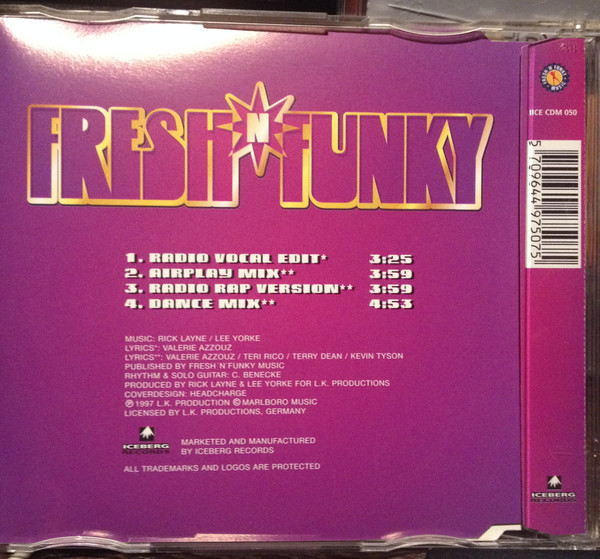 FRESH N FUNKY
1. RADIO VOCAL EDIT* 3:25
2. AIRPLAY MIX** 3:59
3. RADIO RAP VERSION** 3:59
4. DANCE MIX** 4:53
MUSIC: RICK LAYNE / LEE YORKE
LYRICS*: VALERIE AZZOUZ
LYRICS**: VALERIE AZZOUZ / TERI RICO / TERRY DEAN / KEVIN TYSON
PUBLISHED BY FRESH ´N FUNKY MUSIC
RHYTHM & SOLO GUITAR: C. BENECKE
PRODUCED BY RICK LAYNE & LEE YORKE FOR L.K. PRODUCTIONS
COVERDESIGN: HEADCHARGE
℗1997 L.K. PRODUCTION ©MARLBORO MUSIC
LICENSED BY L.K. PRODUCTIONS, GERMANY
ICEBERG
RECORDS
MARKETED AND MANUFACTURED
BY ICEBERG RECORDS
ALL TRADEMARKS AND LOGOS ARE PROTECTED
ICE CDM 050
5 709644 975075
ICEBERG
RECORDS